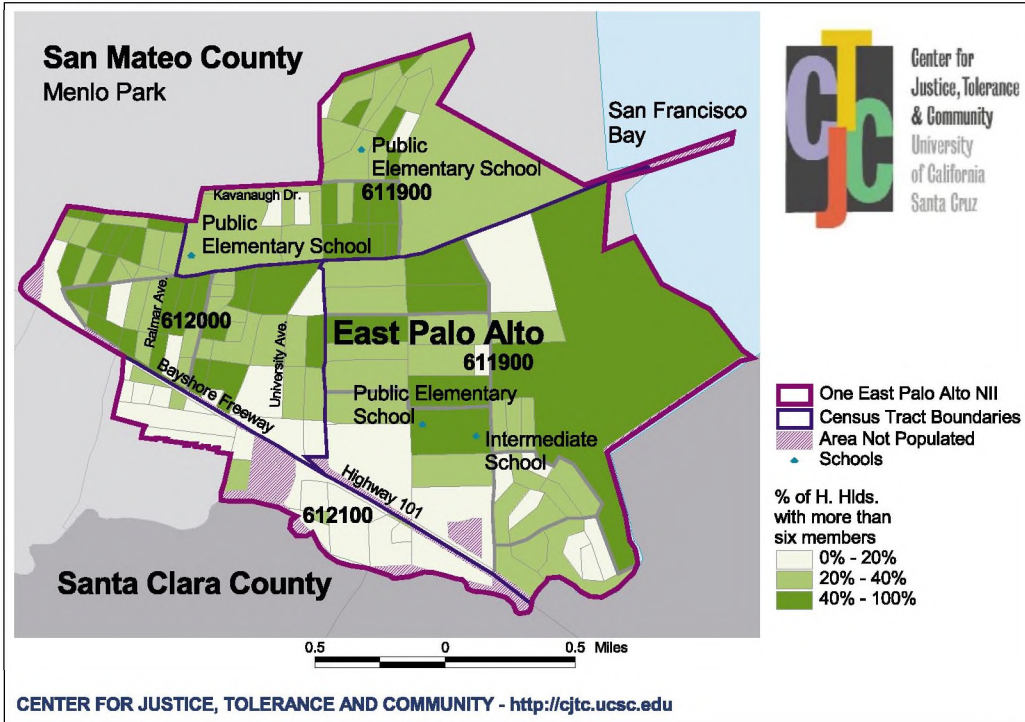 San Mateo County
Menlo Park
San Francisco
Bay
Public
Elementary School
611900
Kavanaugh Dr.
Public
Elementary School
Ralmar Ave.
612000
University Ave.
East Palo Alto
611900
Bayshore Freeway
Public Elementary
School
Intermediate
School
Highway 101
612100
Santa Clara County
CTJC
Center for
Justice, Tolerance
& Community
University
of California
Santa Cruz
One East Palo Alto NII
Census Tract Boundaries
Area Not Populated
Schools
% of H. Hlds.
with more than
six members
0% - 20%
20% - 40%
40% - 100%
0.5 0 0.5 Miles
CENTER FOR JUSTICE, TOLERANCE AND COMMUNITY - http://cjtc.ucsc.edu